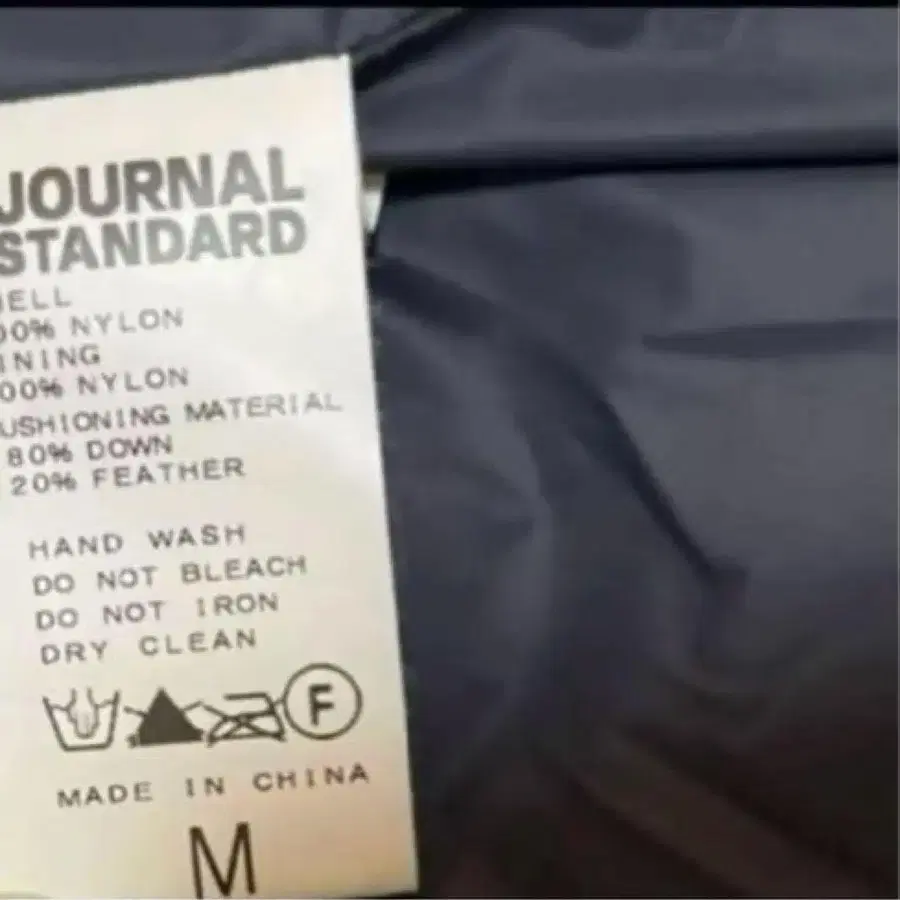 JOURNAL
STANDARD
ELL
00% NYLON
INING
00% NYLON
USHIONING MATERIAL
80% DOWN
20% FEATHER
HAND WASH
DO NOT BLEACH
DO NOT IRON
DRY CLEAN
F
MADE IN CHINA
M